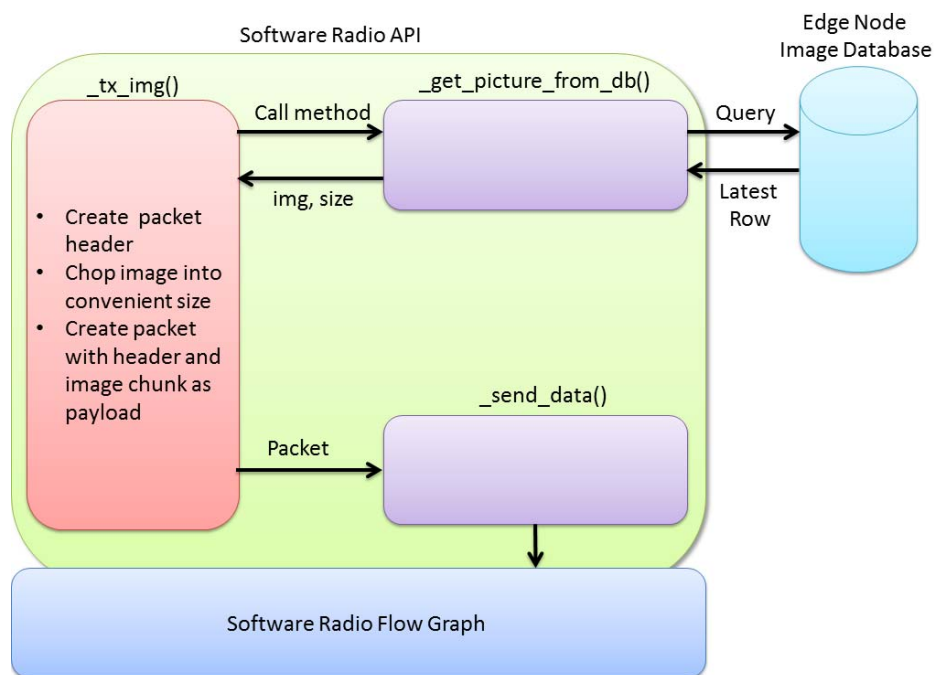 Software Radio API
Edge Node
Image Database
_tx_img()
_get_picture_from_db()
Call method
Query
img, size
Latest
Row
• Create packet
header
• Chop image into
convenient size
• Create packet
with header and
image chunk as
payload
_send_data()
Packet
Software Radio Flow Graph